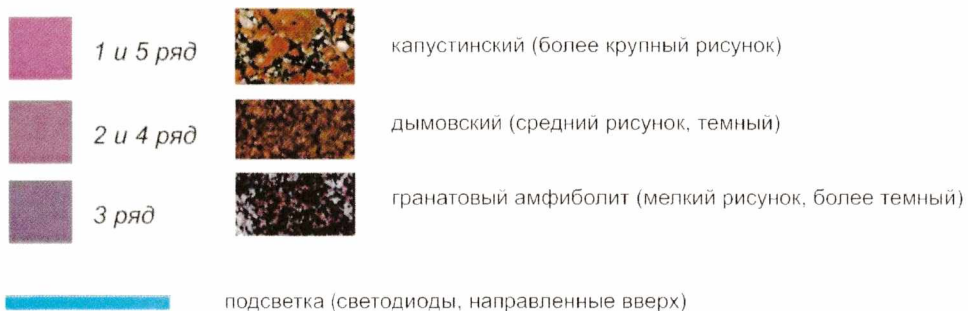 1 и 5 ряд капустинский (более крупный рисунок)
2 и 4 ряд дымовский (средний рисунок, темный)
3 ряд гранатовый амфиболит (мелкий рисунок, более темный)
подсветка (светодиоды, направленные вверх)